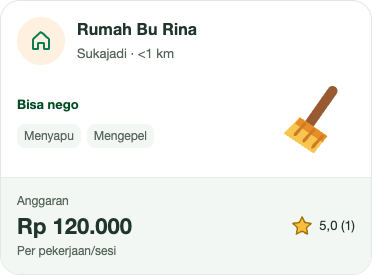 Rumah Bu Rina
Sukajadi · <1 km
Bisa nego
Menyapu Mengepel
Anggaran
Rp 120.000
5,0 (1)
Per pekerjaan/sesi